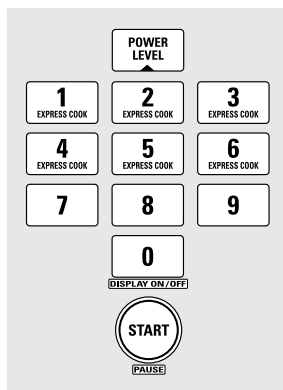 POWER
LEVEL
1 2 3
EXPRESS COOK EXPRESS COOK EXPRESS COOK
4 5 6
EXPRESS COOK EXPRESS COOK EXPRESS COOK
7 8 9
0
DISPLAY ON/OFF
START
PAUSE